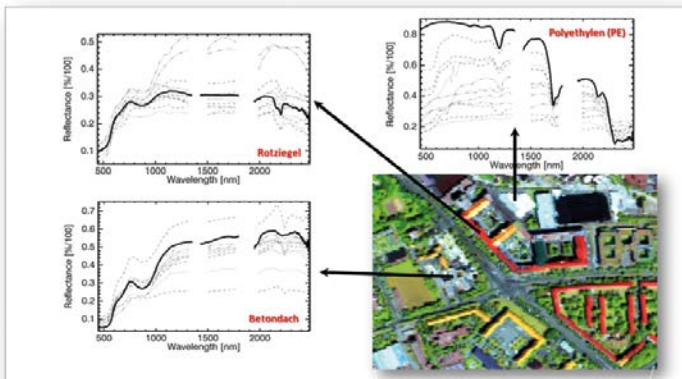 0.5
0.4
0.3
0.2
0.1
Reflectance [%/100]
Rotziegel
500 1000 1500 2000
Wavelength [nm]
0.8
0.6
0.4
0.2
Reflectance [%/100]
Polyethylen (PE)
500 1000 1500 2000
Wavelength [nm]
0.7
0.6
0.5
0.4
0.3
0.2
0.1
Reflectance [%/100]
Betondach
500 1000 1500 2000
Wavelength [nm]